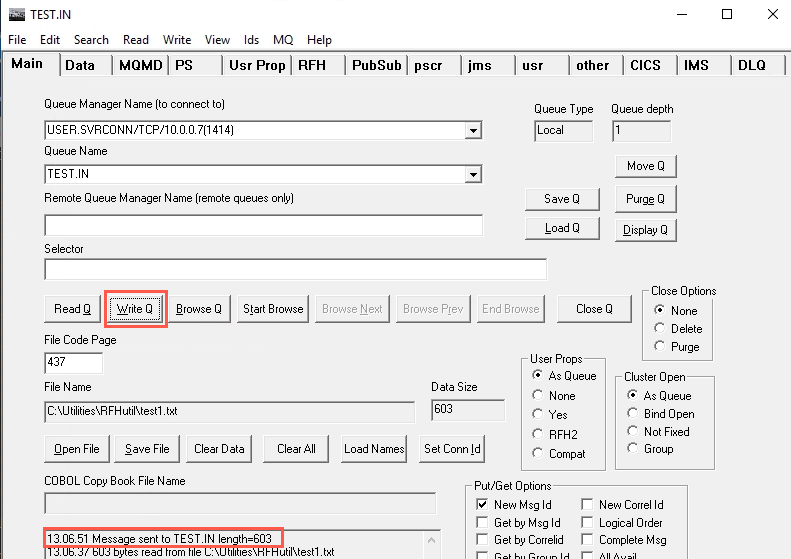 TEST.IN
File Edit Search Read Write View Ids MQ Help
Main Data MQMD PS Usr Prop RFH PubSub pscr jms usr other CICS IMS DLQ
Queue Manager Name (to connect to)
Queue Type Queue depth
USER.SVRCONN/TCP/10.0.0.7(1414)
Local 1
Queue Name
Move Q
TEST.IN
Remote Queue Manager Name (remote queues only)
Save Q Purge Q
Load Q Display Q
Selector
Close Options
Read Q Write Q Browse Q Start Browse Browse Next Browse Prev End Browse Close Q
None
Delete
Purge
File Code Page
437
User Props
As Queue
None
Yes
RFH2
Compat
Cluster Open
As Queue
Bind Open
Not Fixed
Group
File Name
Data Size
C:\Utilities\RFHutil\test1.txt
603
Open File Save File Clear Data Clear All Load Names Set Conn Id
COBOL Copy Book File Name
Put/Get Options
New Msg Id New Correl Id
Get by Msg Id Logical Order
Get by Correlid Complete Msg
Get by Group Id All Avail
13.06.51 Message sent to TEST.IN length=603
13.06.37 603 bytes read from file C:\Utilities\RFHutil\test1.txt